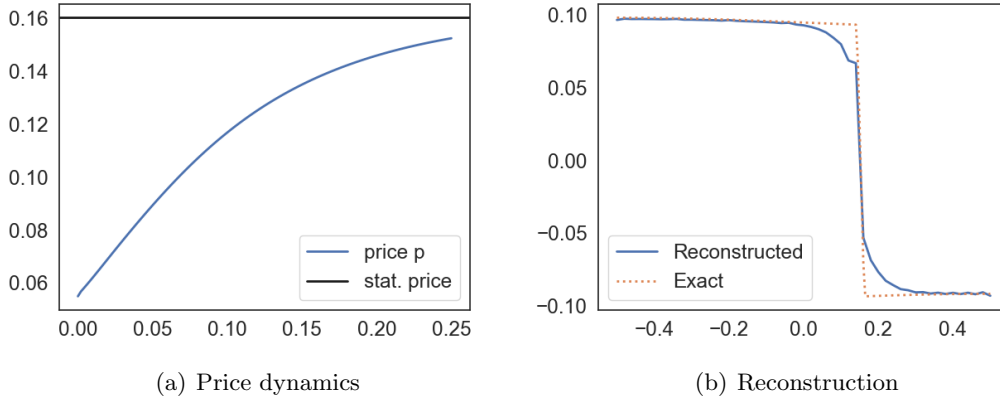 0.16
0.14
0.12
0.10
0.08
0.06
price p
stat. price
0.00 0.05 0.10 0.15 0.20 0.25
(a) Price dynamics
0.10
0.05
0.00
−0.05
−0.10
Reconstructed
Exact
−0.4 −0.2 0.0 0.2 0.4
(b) Reconstruction